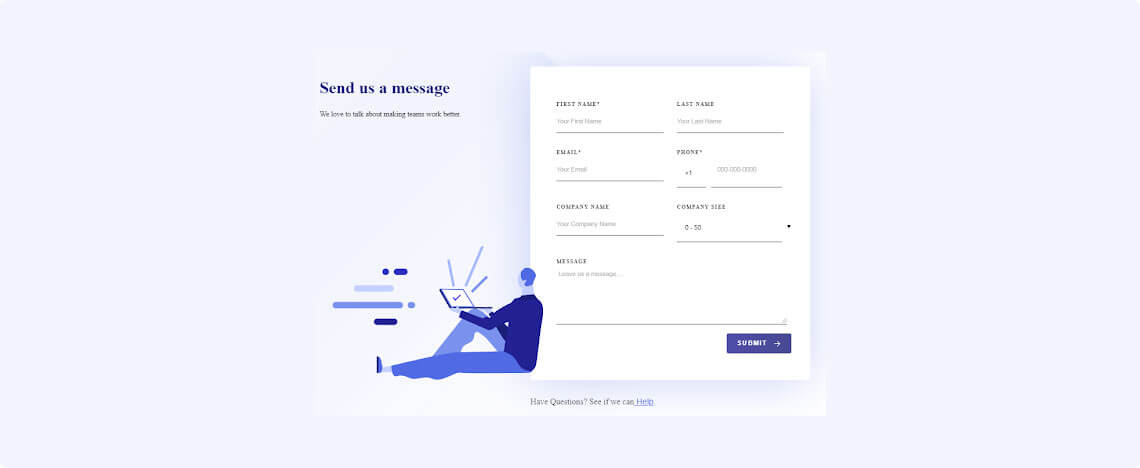 Send us a message
We love to talk about making teams work better.
FIRST NAME*
LAST NAME
Your First Name
Your Last Name
EMAIL*
PHONE*
Your Email
+1
000-000-0000
COMPANY NAME
COMPANY SIZE
Your Company Name
0 - 50
MESSAGE
Leave us a message...
SUBMIT
Have Questions? See if we can Help